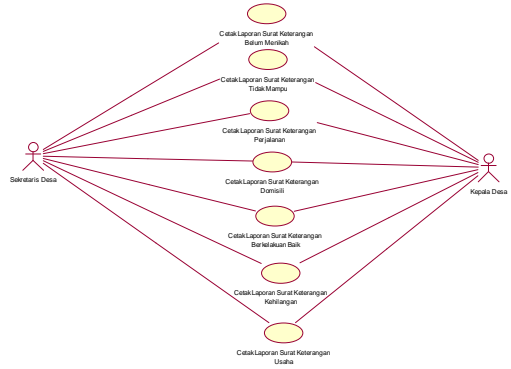 Cetak Laporan Surat Keterangan
Belum Menikah
Cetak Laporan Surat Keterangan
Tidak Mampu
Cetak Laporan Surat Keterangan
Perjalanan
Sekretaris Desa
Cetak Laporan Surat Keterangan
Domisili
Kepala Desa
Cetak Laporan Surat Keterangan
Berkelakuan Baik
Cetak Laporan Surat Keterangan
Kehilangan
Cetak Laporan Surat Keterangan
Usaha